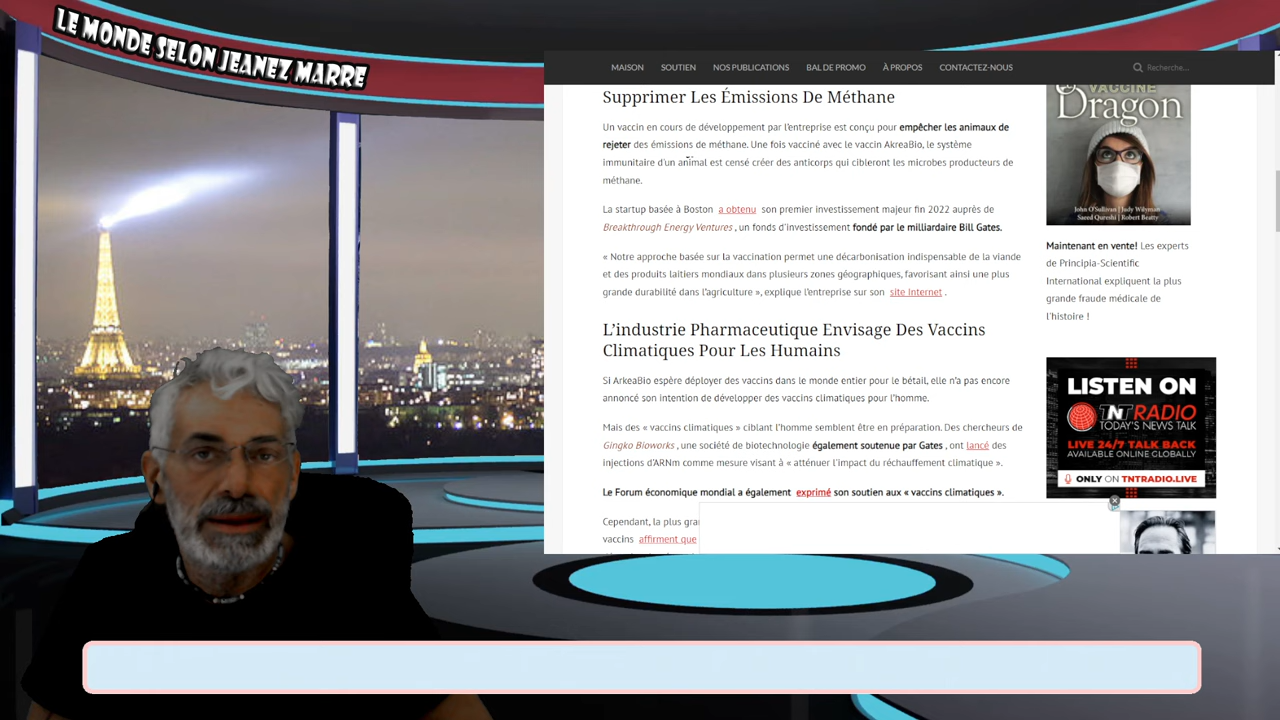 LE MONDE SELON JEANEZ MARRE
MAISON SOUTIEN NOS PUBLICATIONS BAL DE PROMO À PROPOS CONTACTEZ-NOUS Recherche...
Supprimer Les Émissions De Méthane
Un vaccin en cours de développement par l'entreprise est conçu pour empêcher les animaux de
rejeter des émissions de méthane. Une fois vacciné avec le vaccin AkreaBio, le système
immunitaire d'un animal est censé créer des anticorps qui cibleront les microbes producteurs de
méthane.
La startup basée à Boston a obtenu son premier investissement majeur fin 2022 auprès de
Breakthrough Energy Ventures , un fonds d'investissement fondé par le milliardaire Bill Gates.
« Notre approche basée sur la vaccination permet une décarbonisation indispensable de la viande
et des produits laitiers mondiaux dans plusieurs zones géographiques, favorisant ainsi une plus
grande durabilité dans l'agriculture », explique l'entreprise sur son site Internet .
L'industrie Pharmaceutique Envisage Des Vaccins
Climatiques Pour Les Humains
Si ArkeaBio espère déployer des vaccins dans le monde entier pour le bétail, elle n'a pas encore
annoncé son intention de développer des vaccins climatiques pour l'homme.
Mais des « vaccins climatiques » ciblant l'homme semblent être en préparation. Des chercheurs de
Gingko Bioworks , une société de biotechnologie également soutenue par Gates , ont lancé des
injections d'ARNm comme mesure visant à « atténuer l'impact du réchauffement climatique ».
Le Forum économique mondial a également exprimé son soutien aux « vaccins climatiques ».
Cependant, la plus gra
vaccins affirment que
VACCINE
Dragon
John O'Sullivan | Judy Wilyman
Saeed Qureshi | Robert Beatty
Maintenant en vente! Les experts
de Principia-Scientific
International expliquent la plus
grande fraude médicale de
l'histoire !
LISTEN ON
TNT RADIO
TODAY'S NEWS TALK
LIVE 24/7 TALK BACK
AVAILABLE ONLINE GLOBALLY
ONLY ON TNTRADIO.LIVE